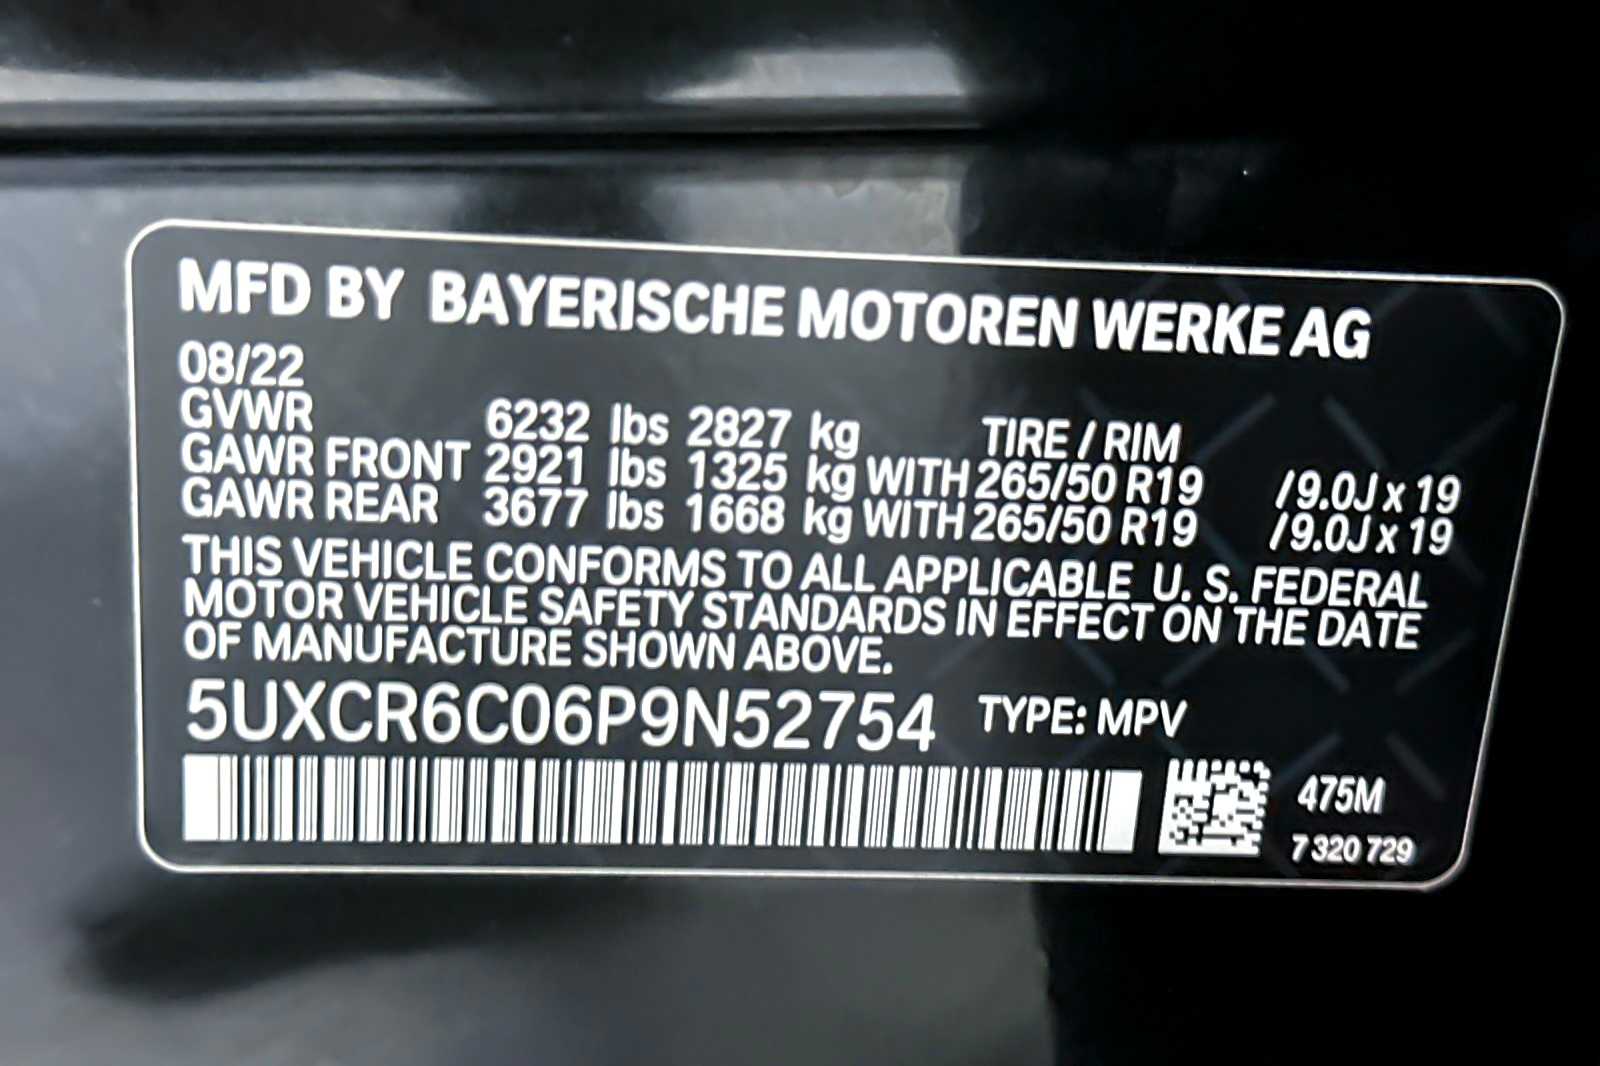 MFD BY BAYERISCHE MOTOREN WERKE AG
08/22
GVWR 6232 lbs 2827 kg TIRE / RIM
GAWR FRONT 2921 lbs 1325 kg WITH 265/50 R19 /9.0J x 19
GAWR REAR 3677 lbs 1668 kg WITH 265/50 R19 /9.0J x 19
THIS VEHICLE CONFORMS TO ALL APPLICABLE U. S. FEDERAL
MOTOR VEHICLE SAFETY STANDARDS IN EFFECT ON THE DATE
OF MANUFACTURE SHOWN ABOVE.
5UXCR6C06P9N52754 TYPE: MPV
475M
7 320 729